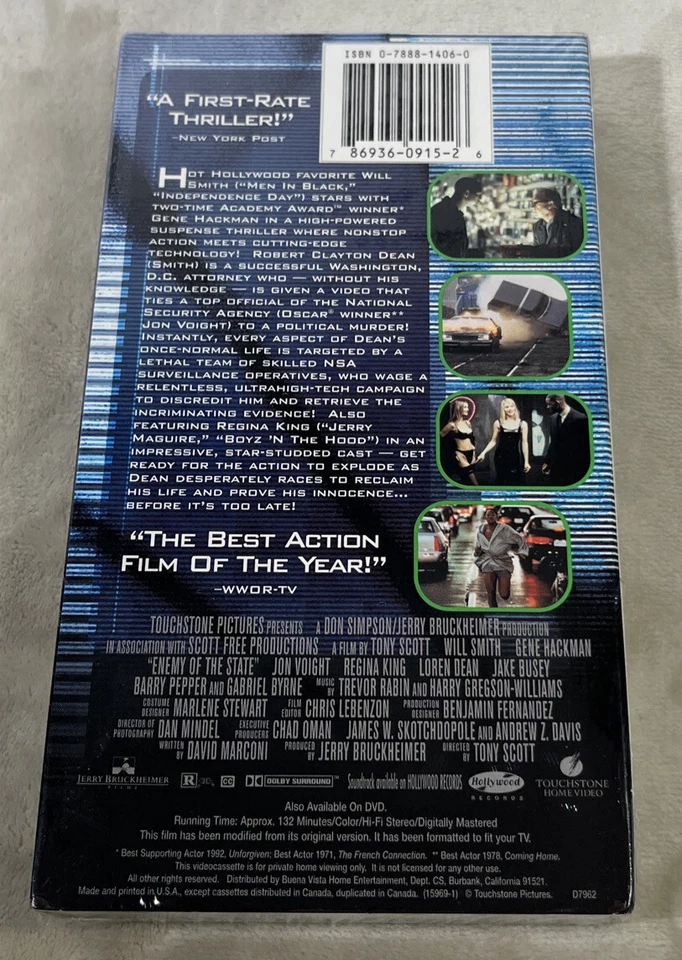 ISBN 0-7888-1406-0
7 86936-0915-2 6
“A First-Rate
Thriller!”
–New York Post
Hot Hollywood favorite Will
Smith (“Men In Black,”
“Independence Day”) stars with
two-time Academy Award™ winner*
Gene Hackman in a high-powered
suspense thriller where nonstop
action meets cutting-edge
technology! Robert Clayton Dean
(Smith) is a successful Washington,
D.C. attorney who — without his
knowledge — is given a video that
ties a top official of the National
Security Agency (Oscar® winner**
Jon Voight) to a political murder!
Instantly, every aspect of Dean's
once-normal life is targeted by a
lethal team of skilled NSA
surveillance operatives, who wage a
relentless, ultrahigh-tech campaign
to discredit him and retrieve the
incriminating evidence! Also
featuring Regina King (“Jerry
Maguire,” “Boyz 'N The Hood”) in an
impressive, star-studded cast — get
ready for the action to explode as
Dean desperately races to reclaim
his life and prove his innocence...
before it's too late!
“The Best Action
Film Of The Year!”
–WWOR-TV
TOUCHSTONE PICTURES PRESENTS A DON SIMPSON/JERRY BRUCKHEIMER PRODUCTION
IN ASSOCIATION WITH SCOTT FREE PRODUCTIONS A FILM BY TONY SCOTT WILL SMITH GENE HACKMAN
“ENEMY OF THE STATE” JON VOIGHT REGINA KING LOREN DEAN JAKE BUSEY
BARRY PEPPER AND GABRIEL BYRNE MUSIC BY TREVOR RABIN AND HARRY GREGSON-WILLIAMS
COSTUME DESIGNER MARLENE STEWART FILM EDITOR CHRIS LEBENZON PRODUCTION DESIGNER BENJAMIN FERNANDEZ
DIRECTOR OF PHOTOGRAPHY DAN MINDEL EXECUTIVE PRODUCERS CHAD OMAN JAMES W. SKOTCHDOPOLE AND ANDREW Z. DAVIS
WRITTEN BY DAVID MARCONI PRODUCED BY JERRY BRUCKHEIMER DIRECTED BY TONY SCOTT
JERRY BRUCKHEIMER FILMS R CC DOLBY SURROUND Soundtrack available on HOLLYWOOD RECORDS Hollywood RECORDS TOUCHSTONE HOME VIDEO
Also Available On DVD.
Running Time: Approx. 132 Minutes/Color/Hi-Fi Stereo/Digitally Mastered
This film has been modified from its original version. It has been formatted to fit your TV.
* Best Supporting Actor 1992, Unforgiven; Best Actor 1971, The French Connection. ** Best Actor 1978, Coming Home.
This videocassette is for private home viewing only. It is not licensed for any other use.
All other rights reserved. Distributed by Buena Vista Home Entertainment, Dept. CS, Burbank, California 91521.
Made and printed in U.S.A., except cassettes distributed in Canada, duplicated in Canada. (15969-1) © Touchstone Pictures. D7962